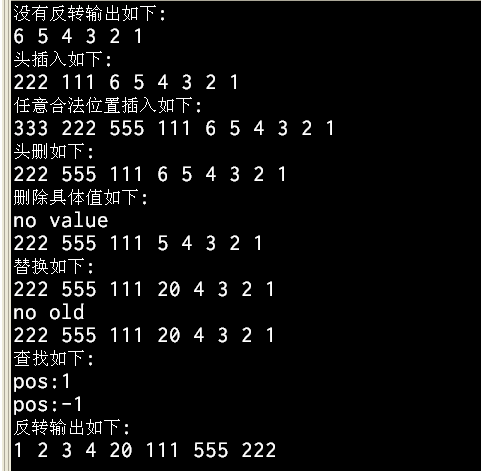 没有反转输出如下:
6 5 4 3 2 1
头插入如下:
222 111 6 5 4 3 2 1
任意合法位置插入如下:
333 222 555 111 6 5 4 3 2 1
头删如下:
222 555 111 6 5 4 3 2 1
删除具体值如下:
no value
222 555 111 5 4 3 2 1
替换如下:
222 555 111 20 4 3 2 1
no old
222 555 111 20 4 3 2 1
查找如下:
pos:1
pos:-1
反转输出如下:
1 2 3 4 20 111 555 222